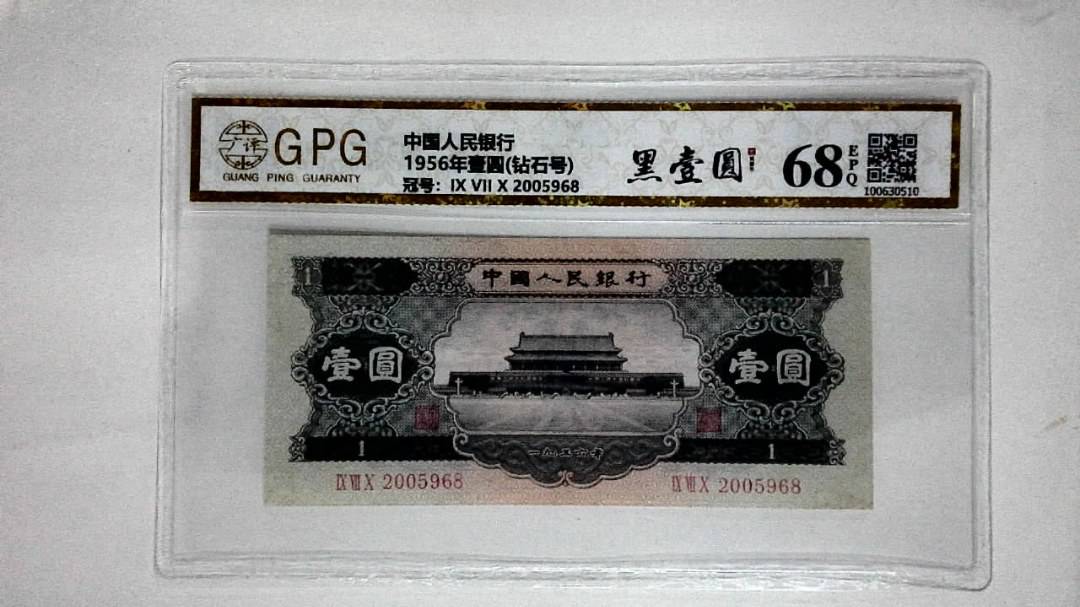 GPG
GUANG PING GUARANTY
中国人民银行
1956年壹圆(钻石号)
冠号: IX VII X 2005968
黑壹圆
68
EPQ
100630510
1
中國人民銀行
1
壹圓
壹圓
1
一九五六年
1
IX VII X 2005968
IX VII X 2005968